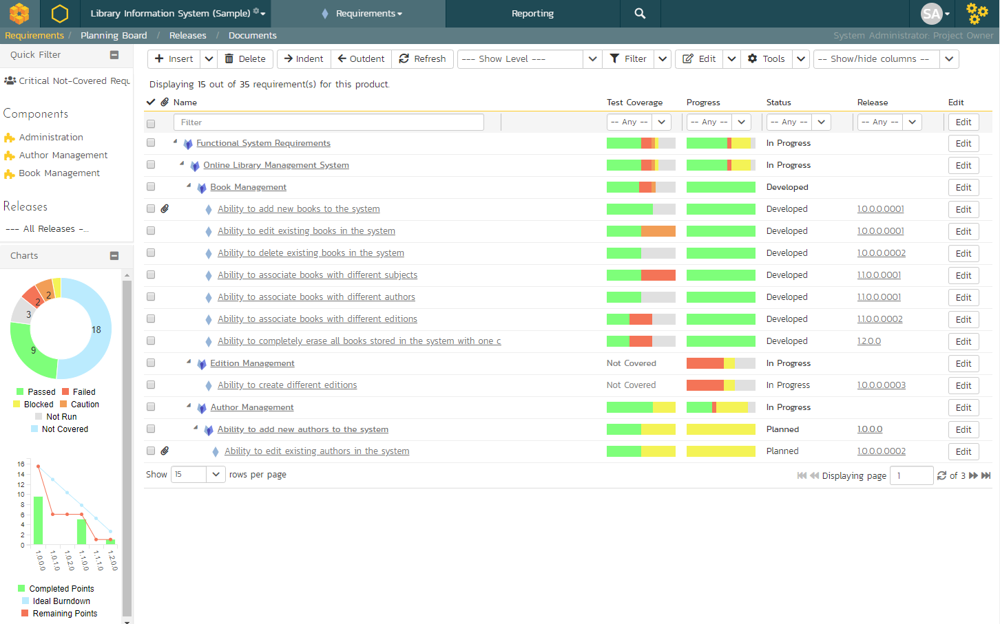 Library Information System (Sample)
Requirements
Reporting
SA
Requirements / Planning Board / Releases / Documents
System Administrator: Project Owner
Quick Filter
Critical Not-Covered Requ
Components
Administration
Author Management
Book Management
Releases
--- All Releases -...
Charts
18
9
3
2
2
Passed Failed
Blocked Caution
Not Run
Not Covered
16
14
12
10
8
6
4
2
0
1.0.0.0
1.0.1.0
1.0.2.0
1.1.0.0
1.1.1.0
1.2.0.0
Completed Points
Ideal Burndown
Remaining Points
Insert Delete Indent Outdent Refresh --- Show Level --- Filter Edit Tools -- Show/hide columns --
Displaying 15 out of 35 requirement(s) for this product.
Name Test Coverage Progress Status Release Edit
Filter -- Any -- -- Any -- -- Any -- -- Any -- Edit
Functional System Requirements In Progress Edit
Online Library Management System In Progress Edit
Book Management Developed Edit
Ability to add new books to the system Developed 1.0.0.0.0001 Edit
Ability to edit existing books in the system Developed 1.0.0.0.0001 Edit
Ability to delete existing books in the system Developed 1.0.0.0.0002 Edit
Ability to associate books with different subjects Developed 1.1.0.0.0001 Edit
Ability to associate books with different authors Developed 1.1.0.0.0001 Edit
Ability to associate books with different editions Developed 1.1.0.0.0002 Edit
Ability to completely erase all books stored in the system with one c Developed 1.2.0.0 Edit
Edition Management Not Covered In Progress Edit
Ability to create different editions Not Covered In Progress 1.0.0.0.0003 Edit
Author Management In Progress Edit
Ability to add new authors to the system Planned 1.0.0.0 Edit
Ability to edit existing authors in the system Planned 1.0.0.0.0002 Edit
Show 15 rows per page
Displaying page 1 of 3